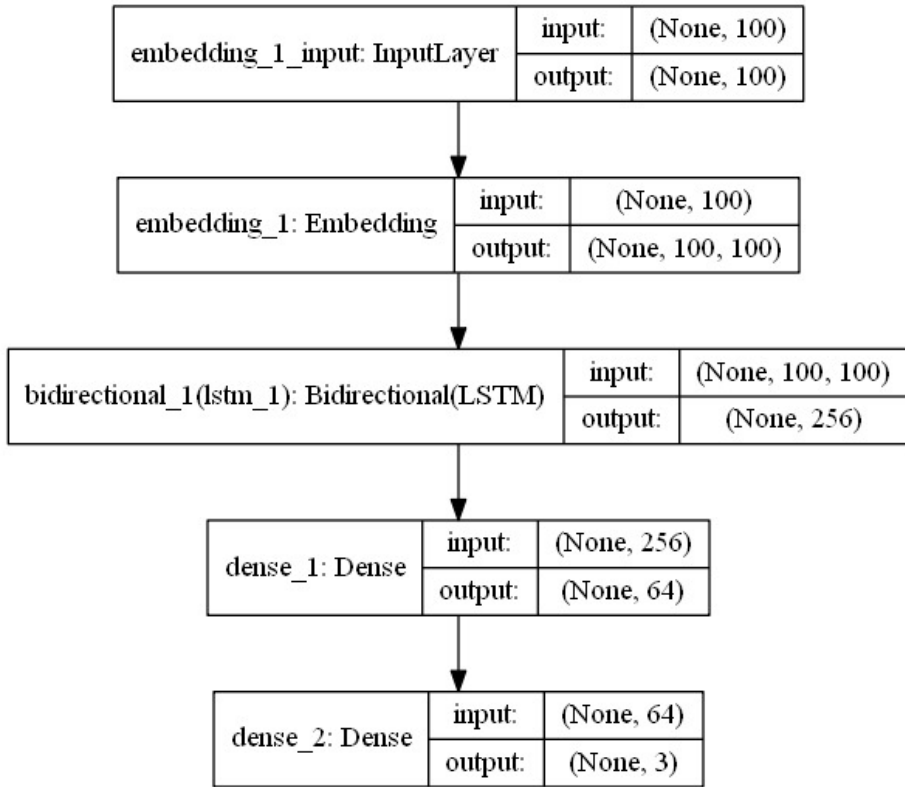 embedding_1_input: InputLayer
input: (None, 100)
output: (None, 100)
embedding_1: Embedding
input: (None, 100)
output: (None, 100, 100)
bidirectional_1(lstm_1): Bidirectional(LSTM)
input: (None, 100, 100)
output: (None, 256)
dense_1: Dense
input: (None, 256)
output: (None, 64)
dense_2: Dense
input: (None, 64)
output: (None, 3)